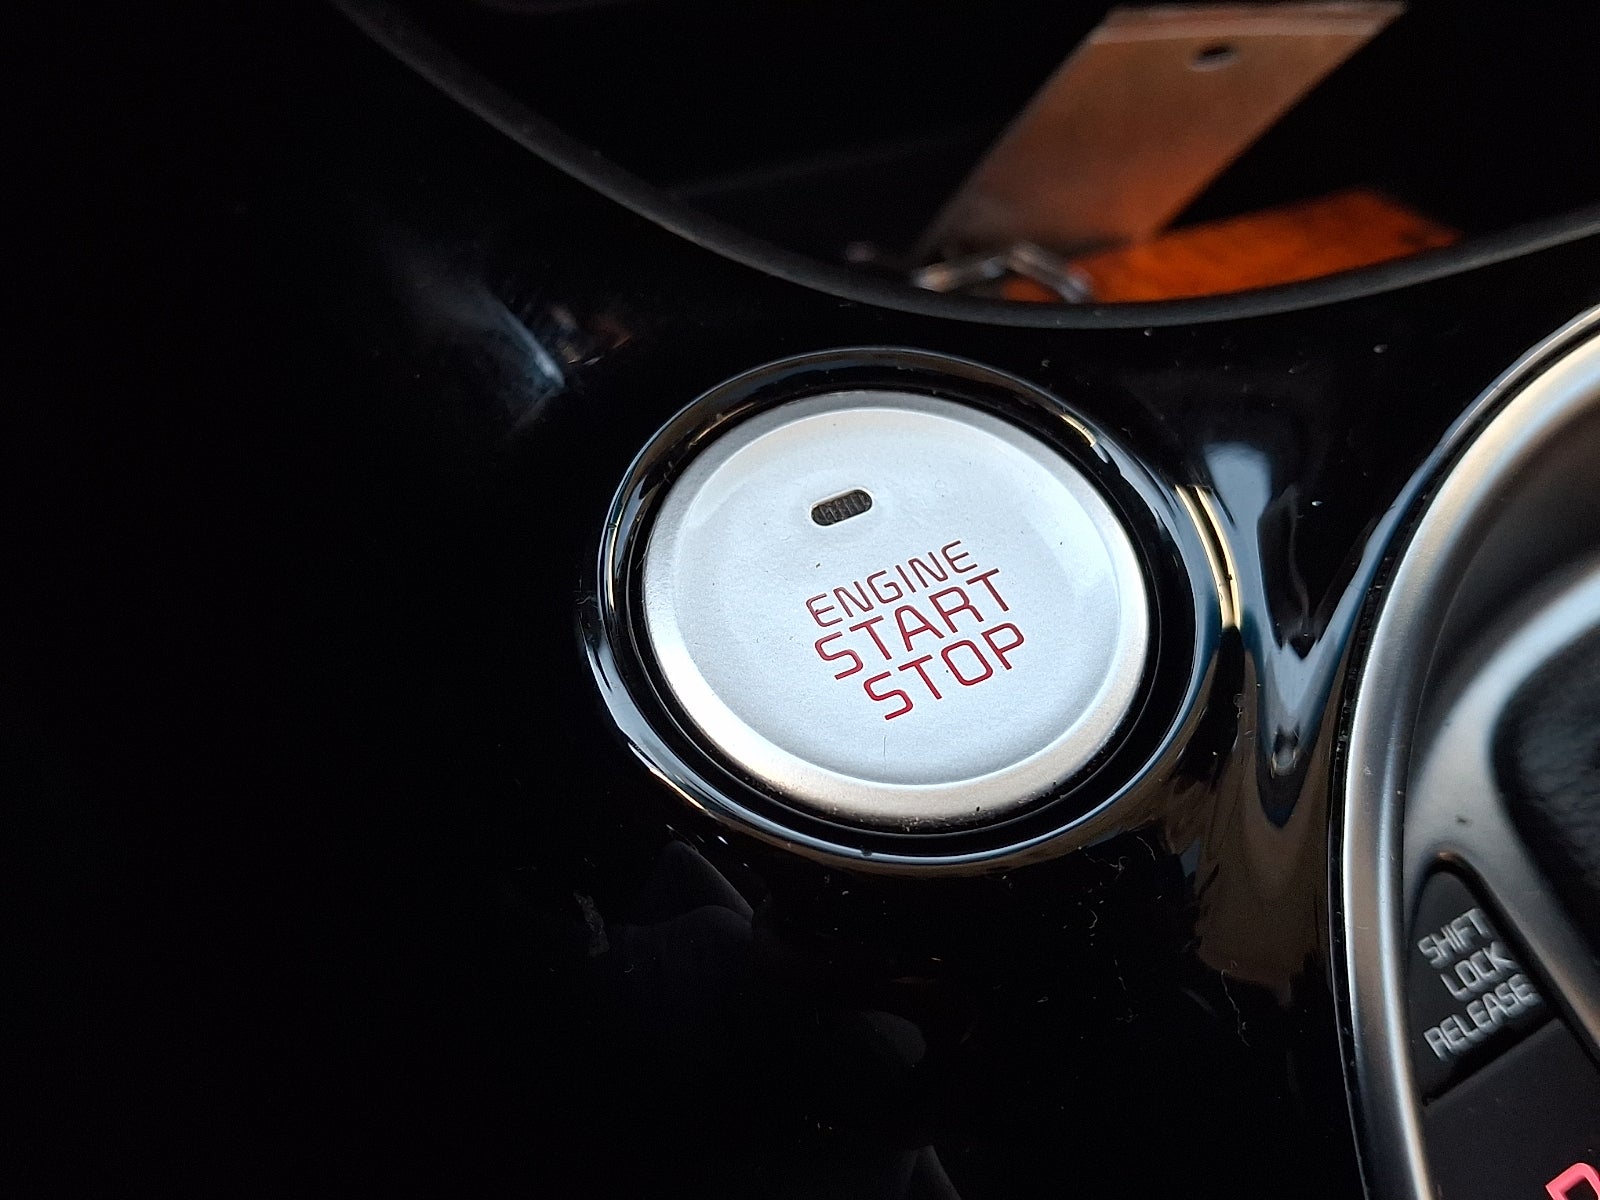 ENGINE
START
STOP
SHIFT
LOCK
RELEASE